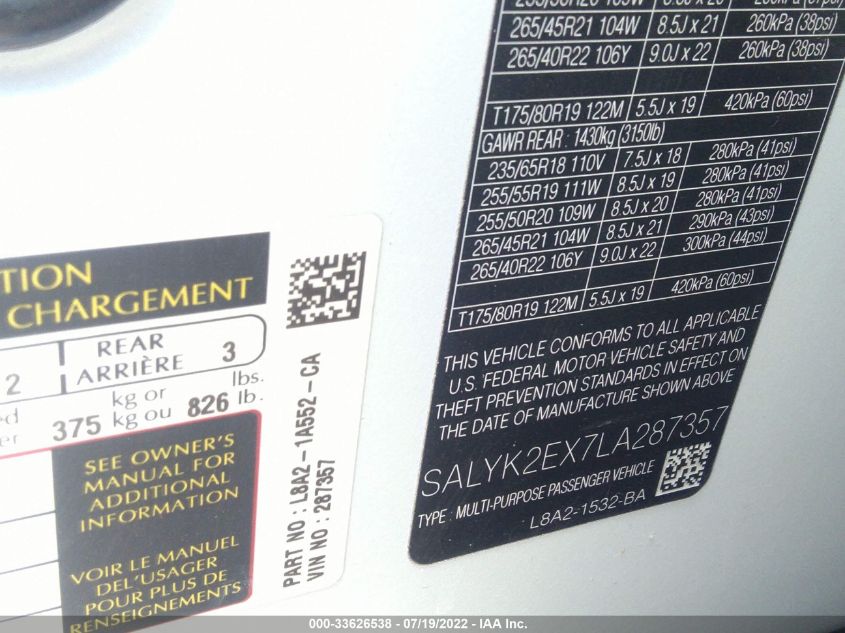 TION
CHARGEMENT
2 REAR ARRIÈRE 3
375 kg or kg ou 826 lbs. lb.
SEE OWNER'S
MANUAL FOR
ADDITIONAL
INFORMATION
VOIR LE MANUEL
DEL'USAGER
POUR PLUS DE
RENSEIGNEMENTS
PART NO : L8A2-1A552-CA
VIN NO : 287357
265/45R21 104W 8.5J x 21 260kPa (38psi)
265/40R22 106Y 9.0J x 22 260kPa (38psi)
T175/80R19 122M 5.5J x 19 420kPa (60psi)
GAWR REAR : 1430kg (3150lb)
235/65R18 110V 7.5J x 18 280kPa (41psi)
255/55R19 111W 8.5J x 19 280kPa (41psi)
255/50R20 109W 8.5J x 20 280kPa (41psi)
265/45R21 104W 8.5J x 21 290kPa (43psi)
265/40R22 106Y 9.0J x 22 300kPa (44psi)
T175/80R19 122M 5.5J x 19 420kPa (60psi)
THIS VEHICLE CONFORMS TO ALL APPLICABLE
U.S. FEDERAL MOTOR VEHICLE SAFETY AND
THEFT PREVENTION STANDARDS IN EFFECT ON
THE DATE OF MANUFACTURE SHOWN ABOVE
SALYK2EX7LA287357
TYPE : MULTI-PURPOSE PASSENGER VEHICLE
L8A2-1532-BA
000-33626538 - 07/19/2022 - IAA Inc.